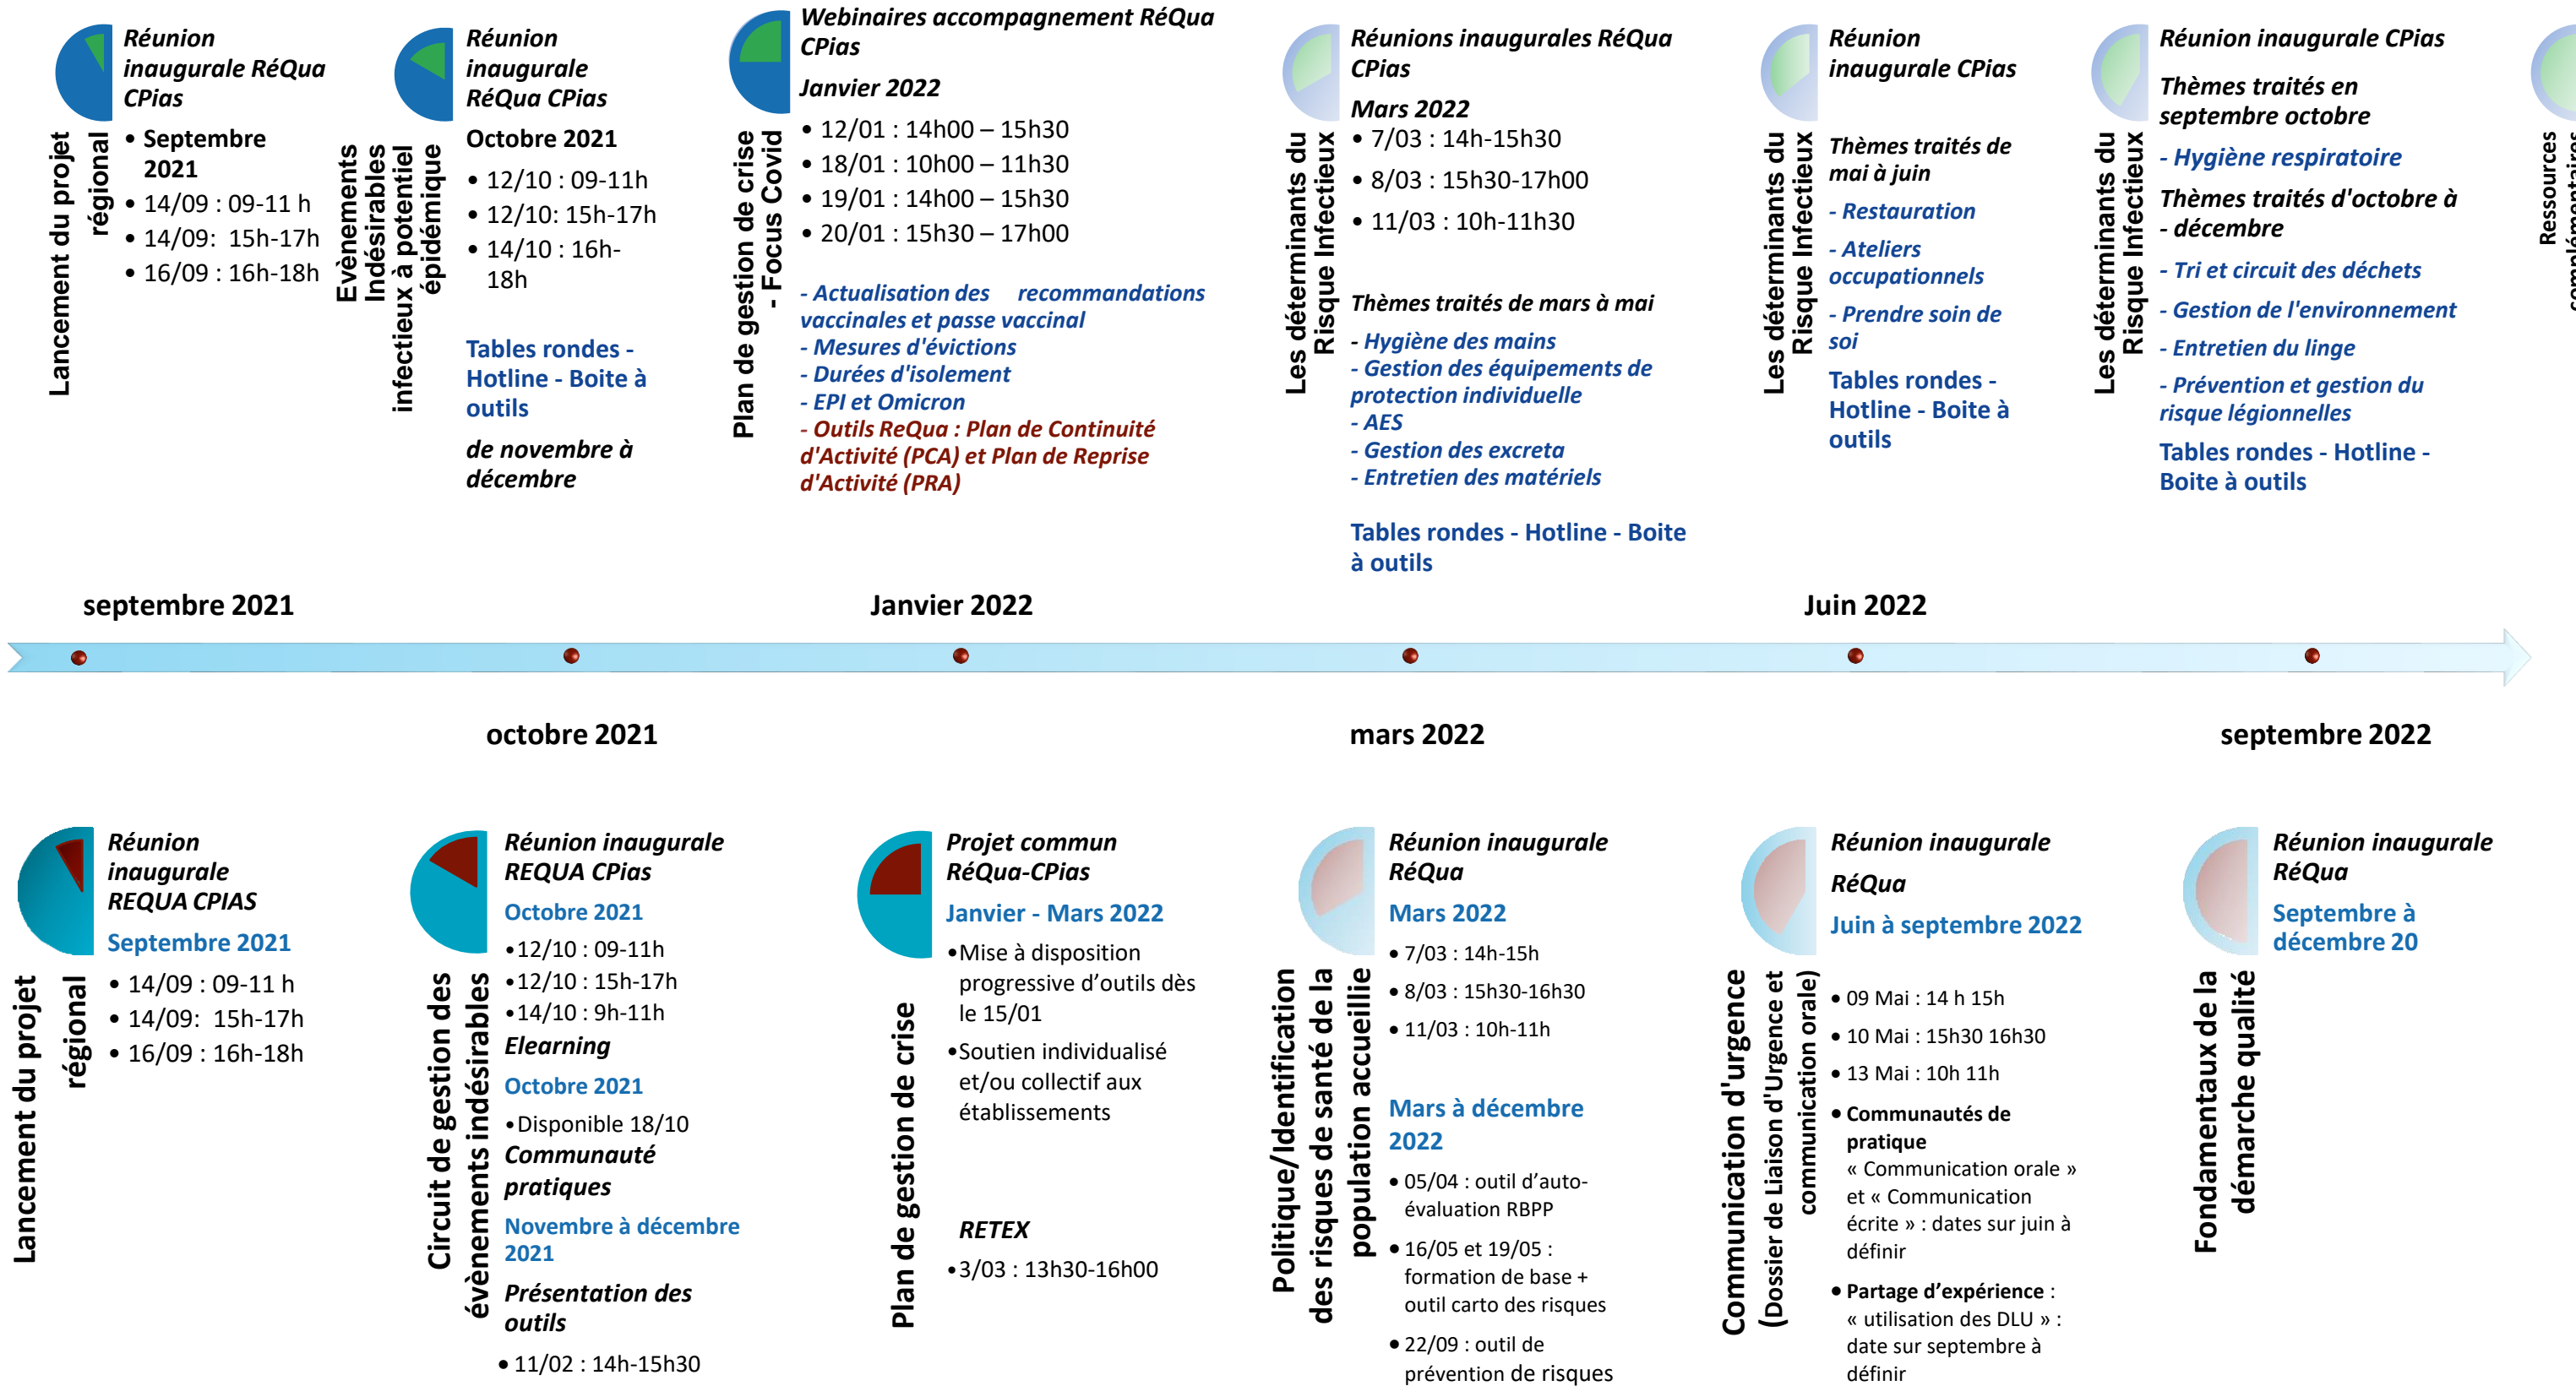 Lancement du projet
régional
Réunion
inaugurale RéQua
CPias
• Septembre
2021
• 14/09 : 09-11 h
• 14/09: 15h-17h
• 16/09 : 16h-18h
Evènements
Indésirables
infectieux à potentiel
épidémique
Réunion
inaugurale
RéQua CPias
Octobre 2021
• 12/10 : 09-11h
• 12/10: 15h-17h
• 14/10 : 16h-
18h
Tables rondes -
Hotline - Boite à
outils
de novembre à
décembre
Plan de gestion de crise
- Focus Covid
Webinaires accompagnement RéQua
CPias
Janvier 2022
• 12/01 : 14h00 – 15h30
• 18/01 : 10h00 – 11h30
• 19/01 : 14h00 – 15h30
• 20/01 : 15h30 – 17h00
- Actualisation des recommandations
vaccinales et passe vaccinal
- Mesures d'évictions
- Durées d'isolement
- EPI et Omicron
- Outils ReQua : Plan de Continuité
d'Activité (PCA) et Plan de Reprise
d'Activité (PRA)
Les déterminants du
Risque Infectieux
Réunions inaugurales RéQua
CPias
Mars 2022
• 7/03 : 14h-15h30
• 8/03 : 15h30-17h00
• 11/03 : 10h-11h30
Thèmes traités de mars à mai
- Hygiène des mains
- Gestion des équipements de
protection individuelle
- AES
- Gestion des excreta
- Entretien des matériels
Tables rondes - Hotline - Boite
à outils
Les déterminants du
Risque Infectieux
Réunion
inaugurale CPias
Thèmes traités de
mai à juin
- Restauration
- Ateliers
occupationnels
- Prendre soin de
soi
Tables rondes -
Hotline - Boite à
outils
Les déterminants du
Risque Infectieux
Réunion inaugurale CPias
Thèmes traités en
septembre octobre
- Hygiène respiratoire
Thèmes traités d'octobre à
- décembre
- Tri et circuit des déchets
- Gestion de l'environnement
- Entretien du linge
- Prévention et gestion du
risque légionnelles
Tables rondes - Hotline -
Boite à outils
Ressources
septembre 2021
Janvier 2022
Juin 2022
octobre 2021
mars 2022
septembre 2022
Lancement du projet
régional
Réunion
inaugurale
REQUA CPIAS
Septembre 2021
• 14/09 : 09-11 h
• 14/09: 15h-17h
• 16/09 : 16h-18h
Circuit de gestion des
évènements indésirables
Réunion inaugurale
REQUA CPias
Octobre 2021
•12/10 : 09-11h
•12/10 : 15h-17h
•14/10 : 9h-11h
Elearning
Octobre 2021
•Disponible 18/10
Communauté
pratiques
Novembre à décembre
2021
Présentation des
outils
• 11/02 : 14h-15h30
Plan de gestion de crise
Projet commun
RéQua-CPias
Janvier - Mars 2022
•Mise à disposition
progressive d’outils dès
le 15/01
•Soutien individualisé
et/ou collectif aux
établissements
RETEX
•3/03 : 13h30-16h00
Politique/Identification
des risques de santé de la
population accueillie
Réunion inaugurale
RéQua
Mars 2022
• 7/03 : 14h-15h
• 8/03 : 15h30-16h30
• 11/03 : 10h-11h
Mars à décembre
2022
• 05/04 : outil d’auto-
évaluation RBPP
• 16/05 et 19/05 :
formation de base +
outil carto des risques
• 22/09 : outil de
prévention de risques
Communication d'urgence
(Dossier de Liaison d'Urgence et
communication orale)
Réunion inaugurale
RéQua
Juin à septembre 2022
• 09 Mai : 14 h 15h
• 10 Mai : 15h30 16h30
• 13 Mai : 10h 11h
• Communautés de
pratique
« Communication orale »
et « Communication
écrite » : dates sur juin à
définir
• Partage d’expérience :
« utilisation des DLU » :
date sur septembre à
définir
Fondamentaux de la
démarche qualité
Réunion inaugurale
RéQua
Septembre à
décembre 20